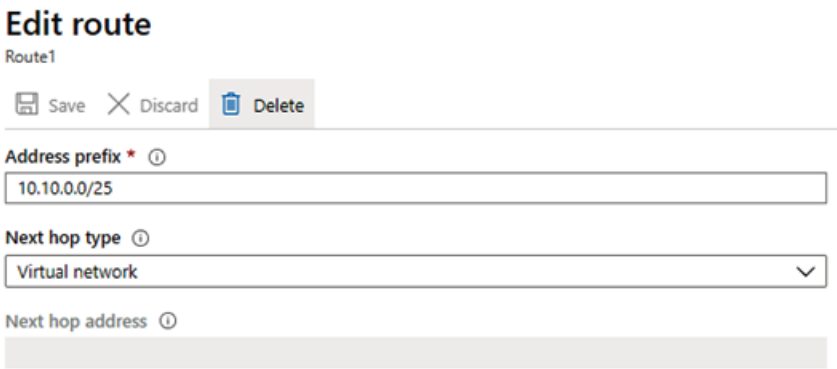 Edit route
Route1
Save Discard Delete
Address prefix *
10.10.0.0/25
Next hop type
Virtual network
Next hop address